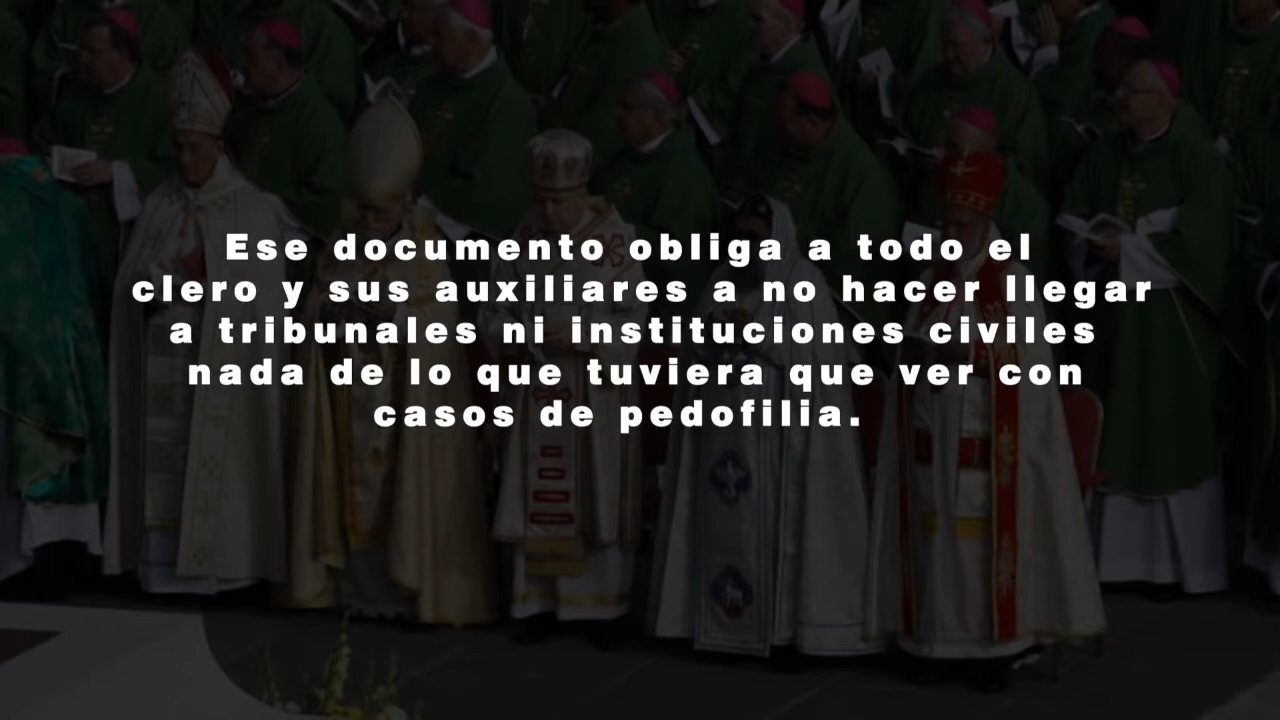 Ese documento obliga a todo el
clero y sus auxiliares a no hacer llegar
a tribunales ni instituciones civiles
nada de lo que tuviera que ver con
casos de pedofilia.